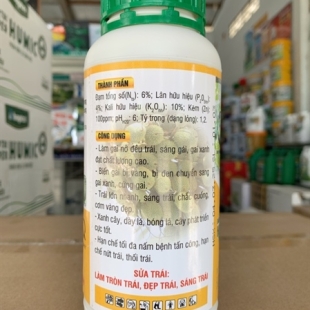 THÀNH PHẦN
Đạm tổng số(Nts): 6%; Lân hữu hiệu (P2O5hh):
4%; Kali hữu hiệu (K2Ohh): 10%; Kẽm (Zn):
100ppm; pHH2O: 6; Tỷ trọng (dạng lỏng): 1,2.
CÔNG DỤNG
- Làm gai nở đều trái, sáng gai, gai xanh
đạt chất lượng cao.
- Biến gai bị vàng, bị đen chuyển sáng
gai xanh, cứng gai.
- Trái lớn nhanh, sáng trái, chắc cuống,
cơm vàng đẹp.
- Xanh cây, dày lá, bóng lá, cây phát triển
cực tốt.
- Hạn chế tối đa nấm bệnh tấn công, hạn
chế nứt trái, thối trái.
SỮA TRÁI:
LÀM TRÒN TRÁI, ĐẸP TRÁI, SÁNG TRÁI
HUMIC